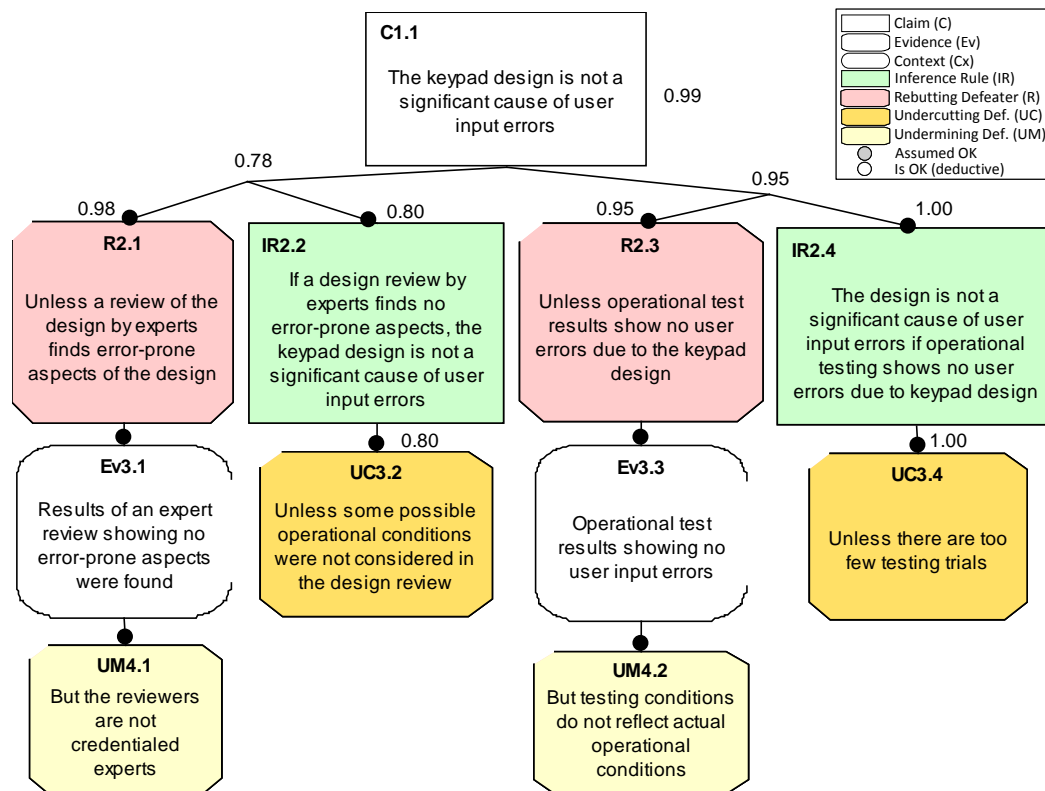 C1.1
The keypad design is not a
significant cause of user
input errors
0.99
Claim (C)
Evidence (Ev)
Context (Cx)
Inference Rule (IR)
Rebutting Defeater (R)
Undercutting Def. (UC)
Undermining Def. (UM)
Assumed OK
Is OK (deductive)
0.78
0.95
0.98
0.80
0.95
1.00
R2.1
Unless a review of the
design by experts
finds error-prone
aspects of the design
IR2.2
If a design review by
experts finds no
error-prone aspects, the
keypad design is not a
significant cause of user
input errors
R2.3
Unless operational test
results show no user
errors due to the keypad
design
IR2.4
The design is not a
significant cause of user
input errors if operational
testing shows no user
errors due to keypad design
0.80
1.00
Ev3.1
Results of an expert
review showing no
error-prone aspects
were found
UC3.2
Unless some possible
operational conditions
were not considered in
the design review
Ev3.3
Operational test
results showing no
user input errors
UC3.4
Unless there are too
few testing trials
UM4.1
But the reviewers
are not
credentialed
experts
UM4.2
But testing conditions
do not reflect actual
operational
conditions